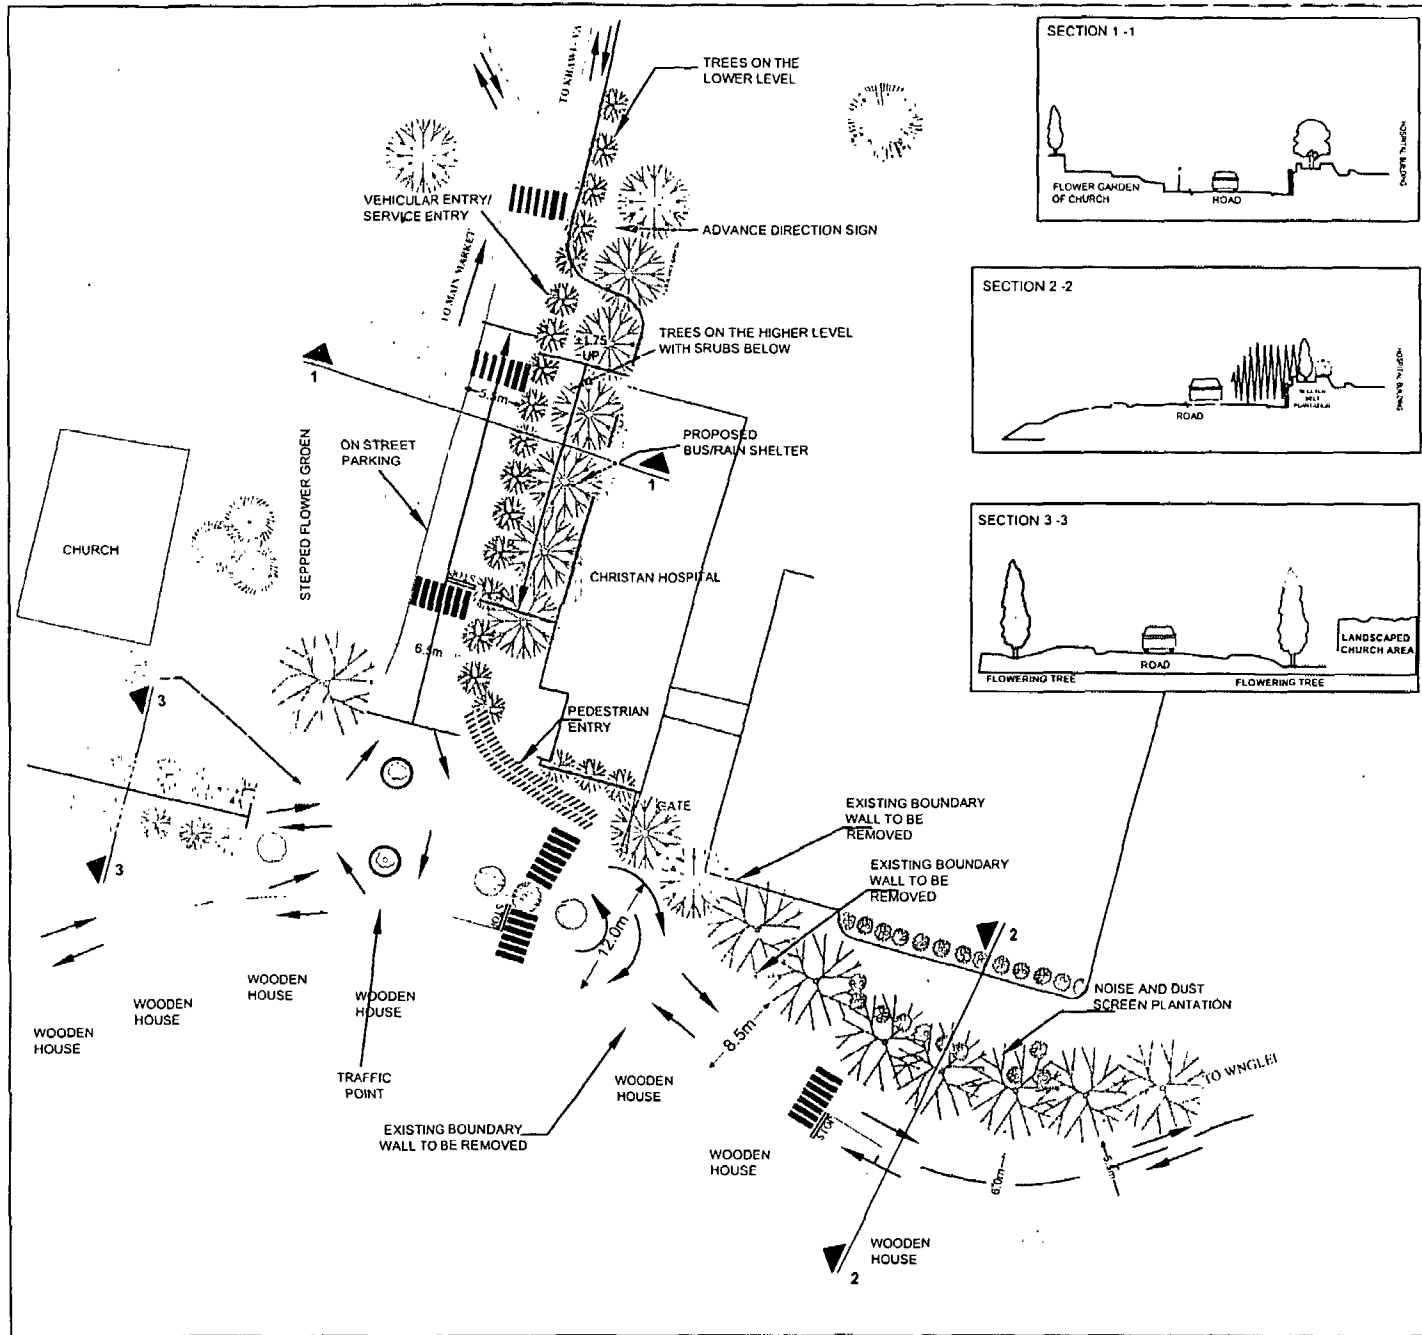 SECTION 1 -1
FLOWER GARDEN
OF CHURCH
ROAD
HOSPITAL BUILDING
SECTION 2 -2
ROAD
BELT
PLANTATION
HOSPITAL BUILDING
SECTION 3 -3
ROAD
LANDSCAPED
CHURCH AREA
FLOWERING TREE
FLOWERING TREE
TREES ON THE
LOWER LEVEL
VEHICULAR ENTRY/
SERVICE ENTRY
ADVANCE DIRECTION SIGN
TO MAIN MARKET
±1.75
UP
TREES ON THE HIGHER LEVEL
WITH SRUBS BELOW
1
5.5m
ON STREET
PARKING
PROPOSED
BUS/RAIN SHELTER
1
STEPPED FLOWER GRDEN
CHURCH
STOP
CHRISTAN HOSPITAL
6.5m
3
PEDESTRIAN
ENTRY
GATE
EXISTING BOUNDARY
WALL TO BE
REMOVED
EXISTING BOUNDARY
WALL TO BE
REMOVED
3
STOP
12.0m
2
NOISE AND DUST
SCREEN PLANTATION
WOODEN
HOUSE
WOODEN
HOUSE
WOODEN
HOUSE
WOODEN
HOUSE
8.5m
TRAFFIC
POINT
WOODEN
HOUSE
TO WNGLEI
EXISTING BOUNDARY
WALL TO BE REMOVED
STOP
WOODEN
HOUSE
6.0m
WOODEN
HOUSE
2